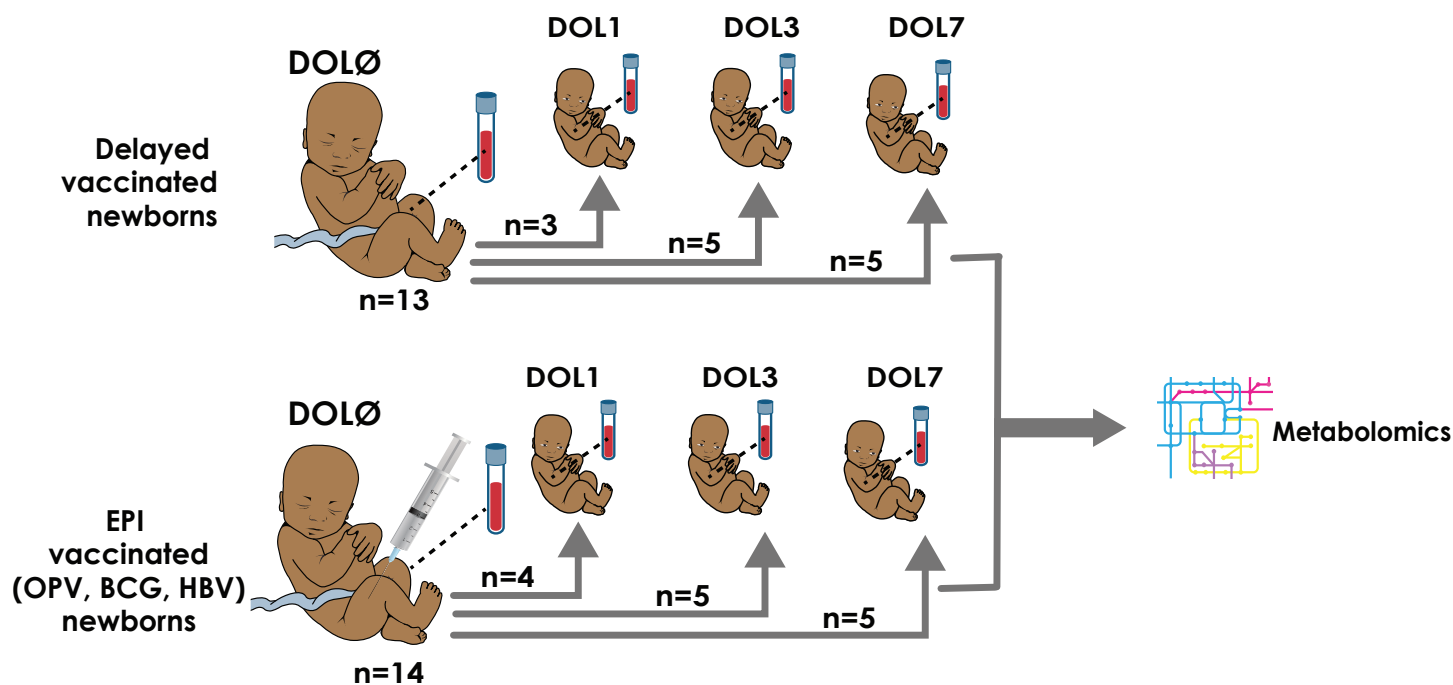 DOL1
DOL3
DOL7
DOLØ
Delayed
vaccinated
newborns
n=3
n=5
n=5
n=13
DOL1
DOL3
DOL7
DOLØ
Metabolomics
EPI
vaccinated
(OPV, BCG, HBV)
newborns
n=4
n=5
n=5
n=14